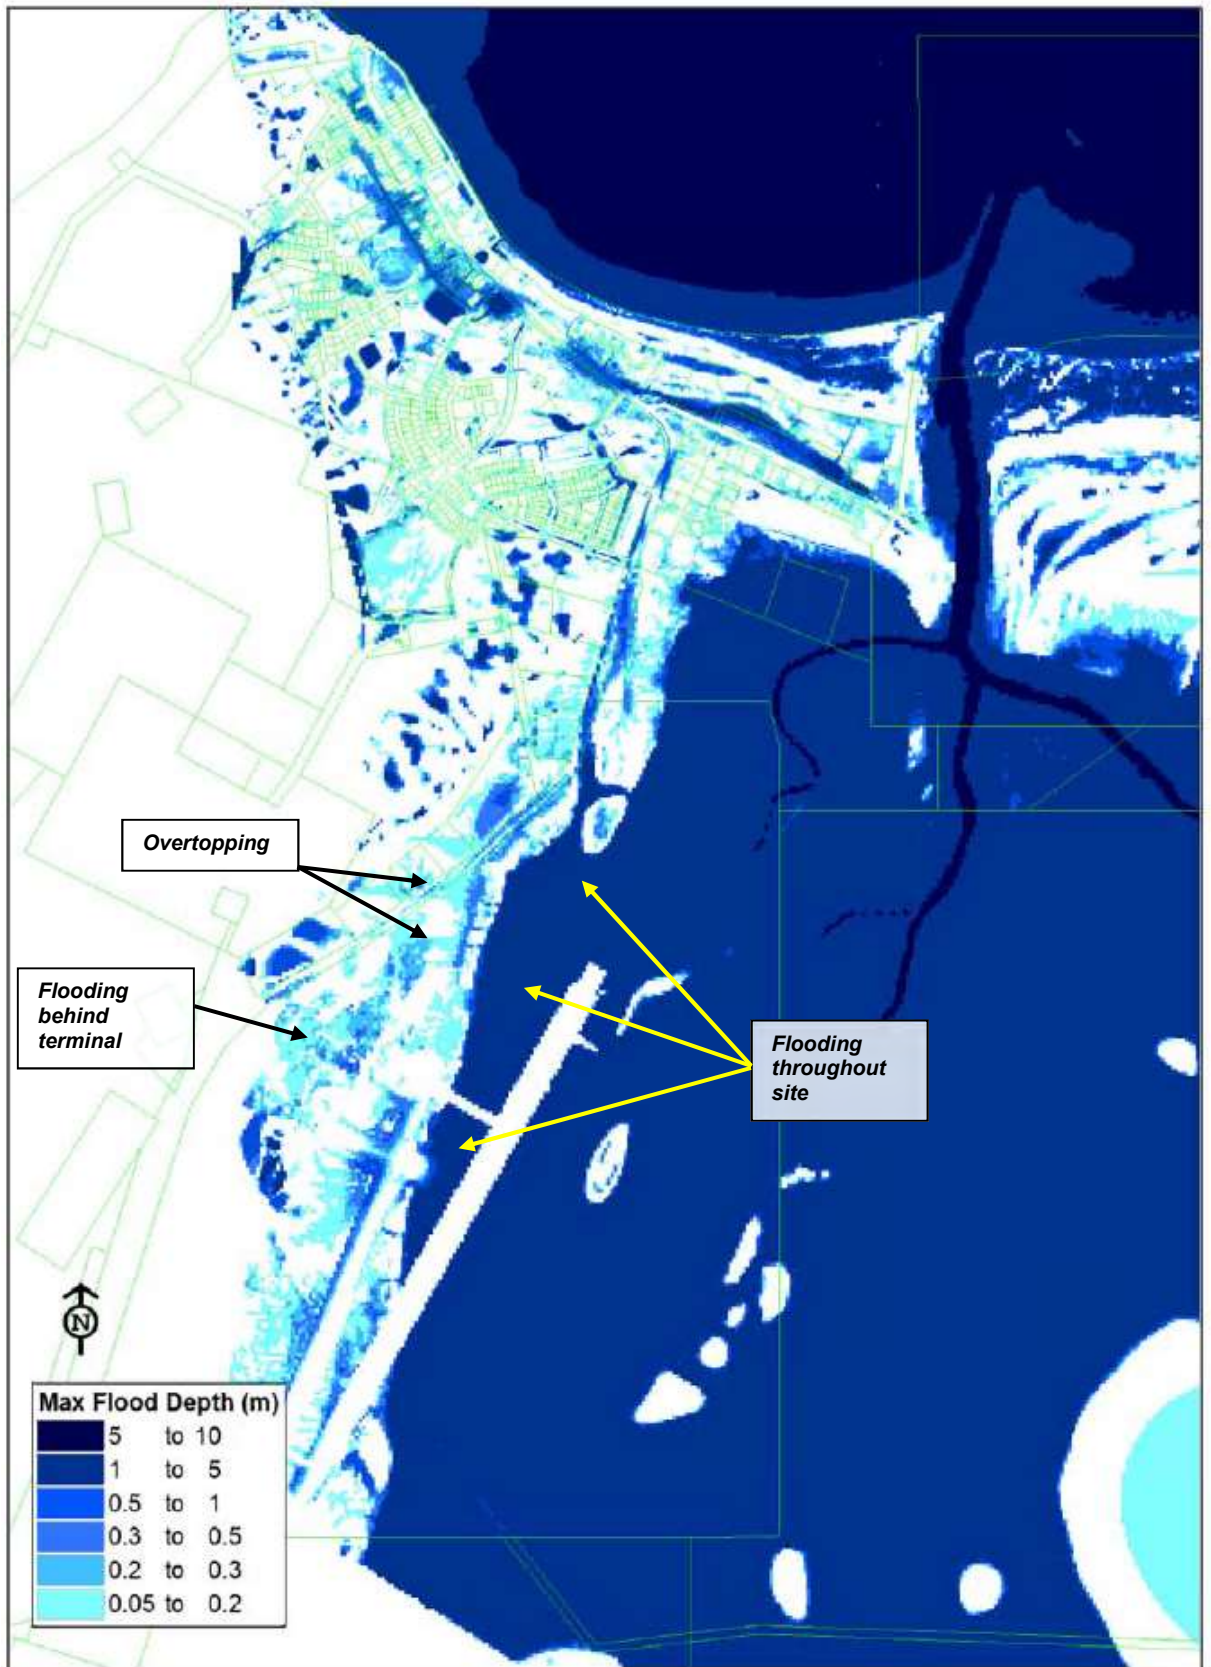 Overtopping
Flooding
behind
terminal
Flooding
throughout
site
N
Max Flood Depth (m)
5 to 10
1 to 5
0.5 to 1
0.3 to 0.5
0.2 to 0.3
0.05 to 0.2